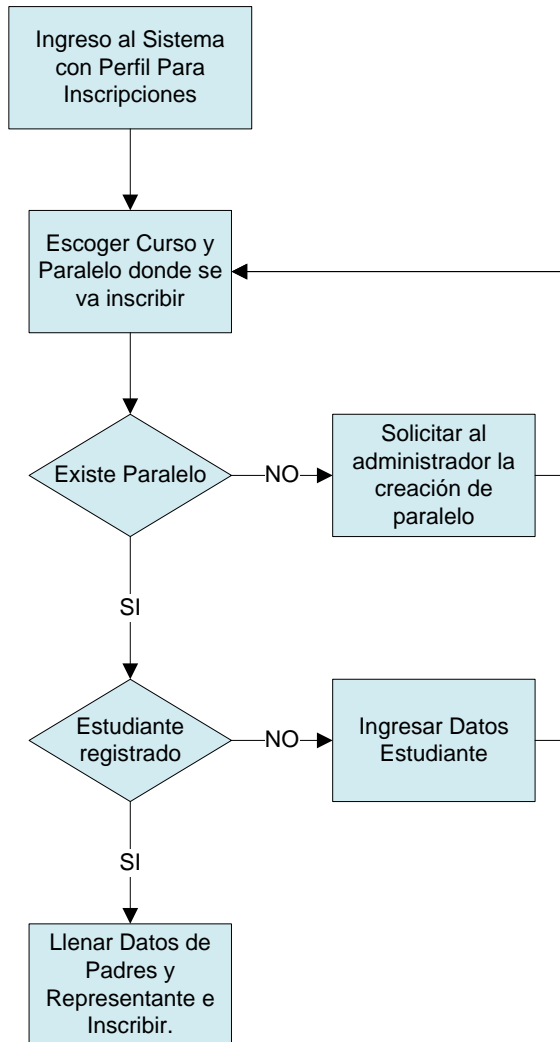 Ingreso al Sistema
con Perfil Para
Inscripciones
Escoger Curso y
Paralelo donde se
va inscribir
Existe Paralelo
NO
Solicitar al
administrador la
creación de
paralelo
SI
Estudiante
registrado
NO
Ingresar Datos
Estudiante
SI
Llenar Datos de
Padres y
Representante e
Inscribir.